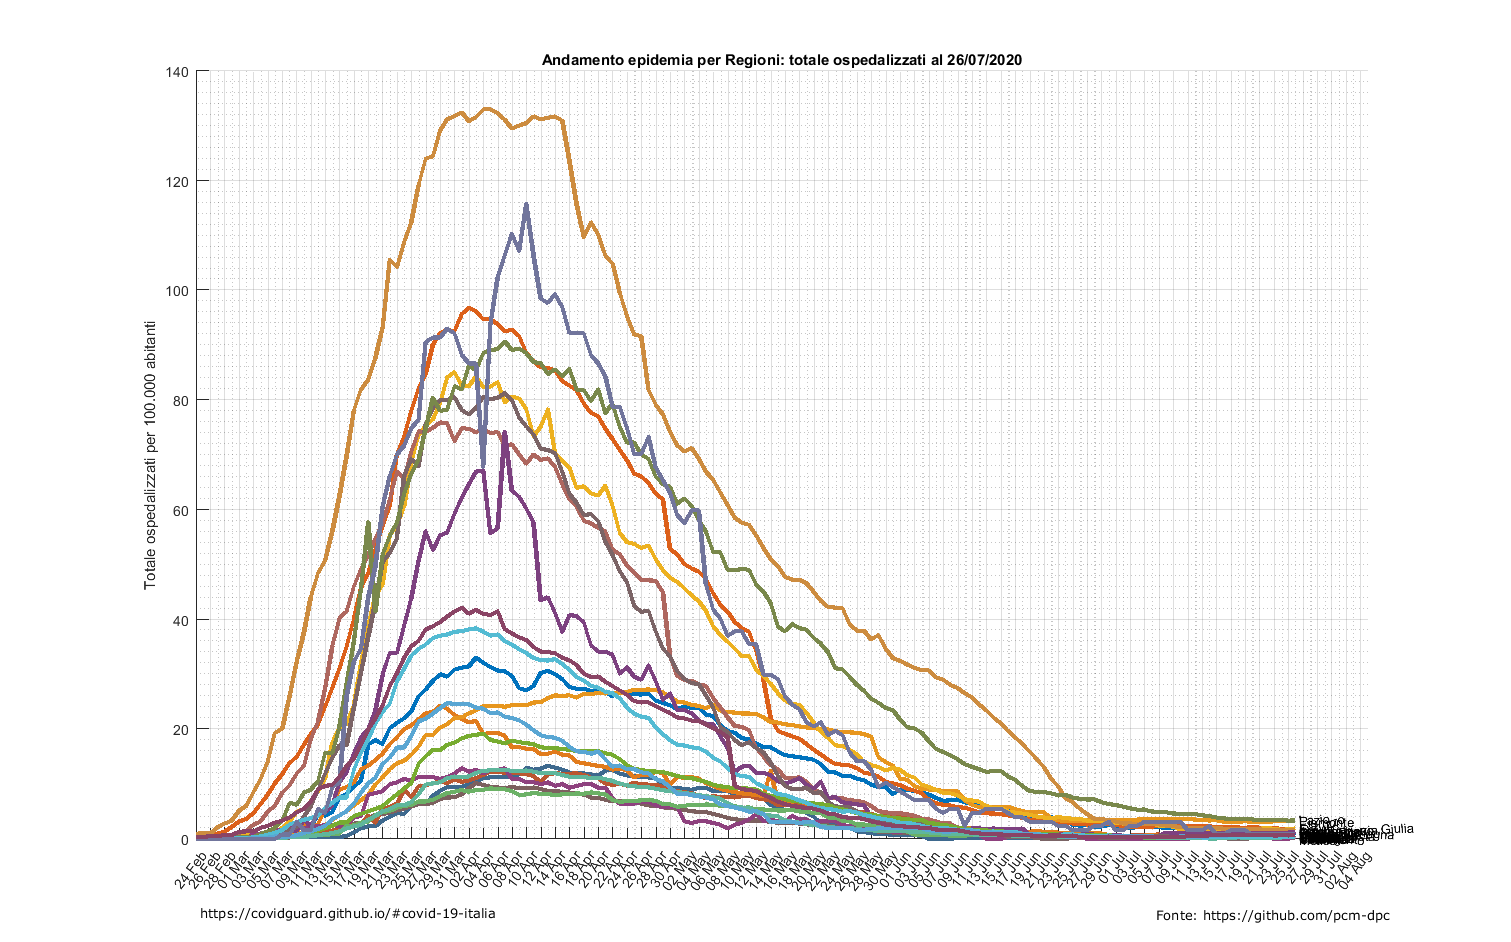 Andamento epidemia per Regioni: totale ospedalizzati al 26/07/2020
Totale ospedalizzati per 100.000 abitanti
140
120
100
80
60
40
20
0
24 Feb
26 Feb
28 Feb
01 Mar
03 Mar
05 Mar
07 Mar
09 Mar
11 Mar
13 Mar
15 Mar
17 Mar
19 Mar
21 Mar
23 Mar
25 Mar
27 Mar
29 Mar
31 Mar
02 Apr
04 Apr
06 Apr
08 Apr
10 Apr
12 Apr
14 Apr
16 Apr
18 Apr
20 Apr
22 Apr
24 Apr
26 Apr
28 Apr
30 Apr
02 May
04 May
06 May
08 May
10 May
12 May
14 May
16 May
18 May
20 May
22 May
24 May
26 May
28 May
30 May
01 Jun
03 Jun
05 Jun
07 Jun
09 Jun
11 Jun
13 Jun
15 Jun
17 Jun
19 Jun
21 Jun
23 Jun
25 Jun
27 Jun
29 Jun
01 Jul
03 Jul
05 Jul
07 Jul
09 Jul
11 Jul
13 Jul
15 Jul
17 Jul
19 Jul
21 Jul
23 Jul
25 Jul
27 Jul
29 Jul
31 Jul
02 Aug
04 Aug
Giulia
https://covidguard.github.io/#covid-19-italia
Fonte: https://github.com/pcm-dpc